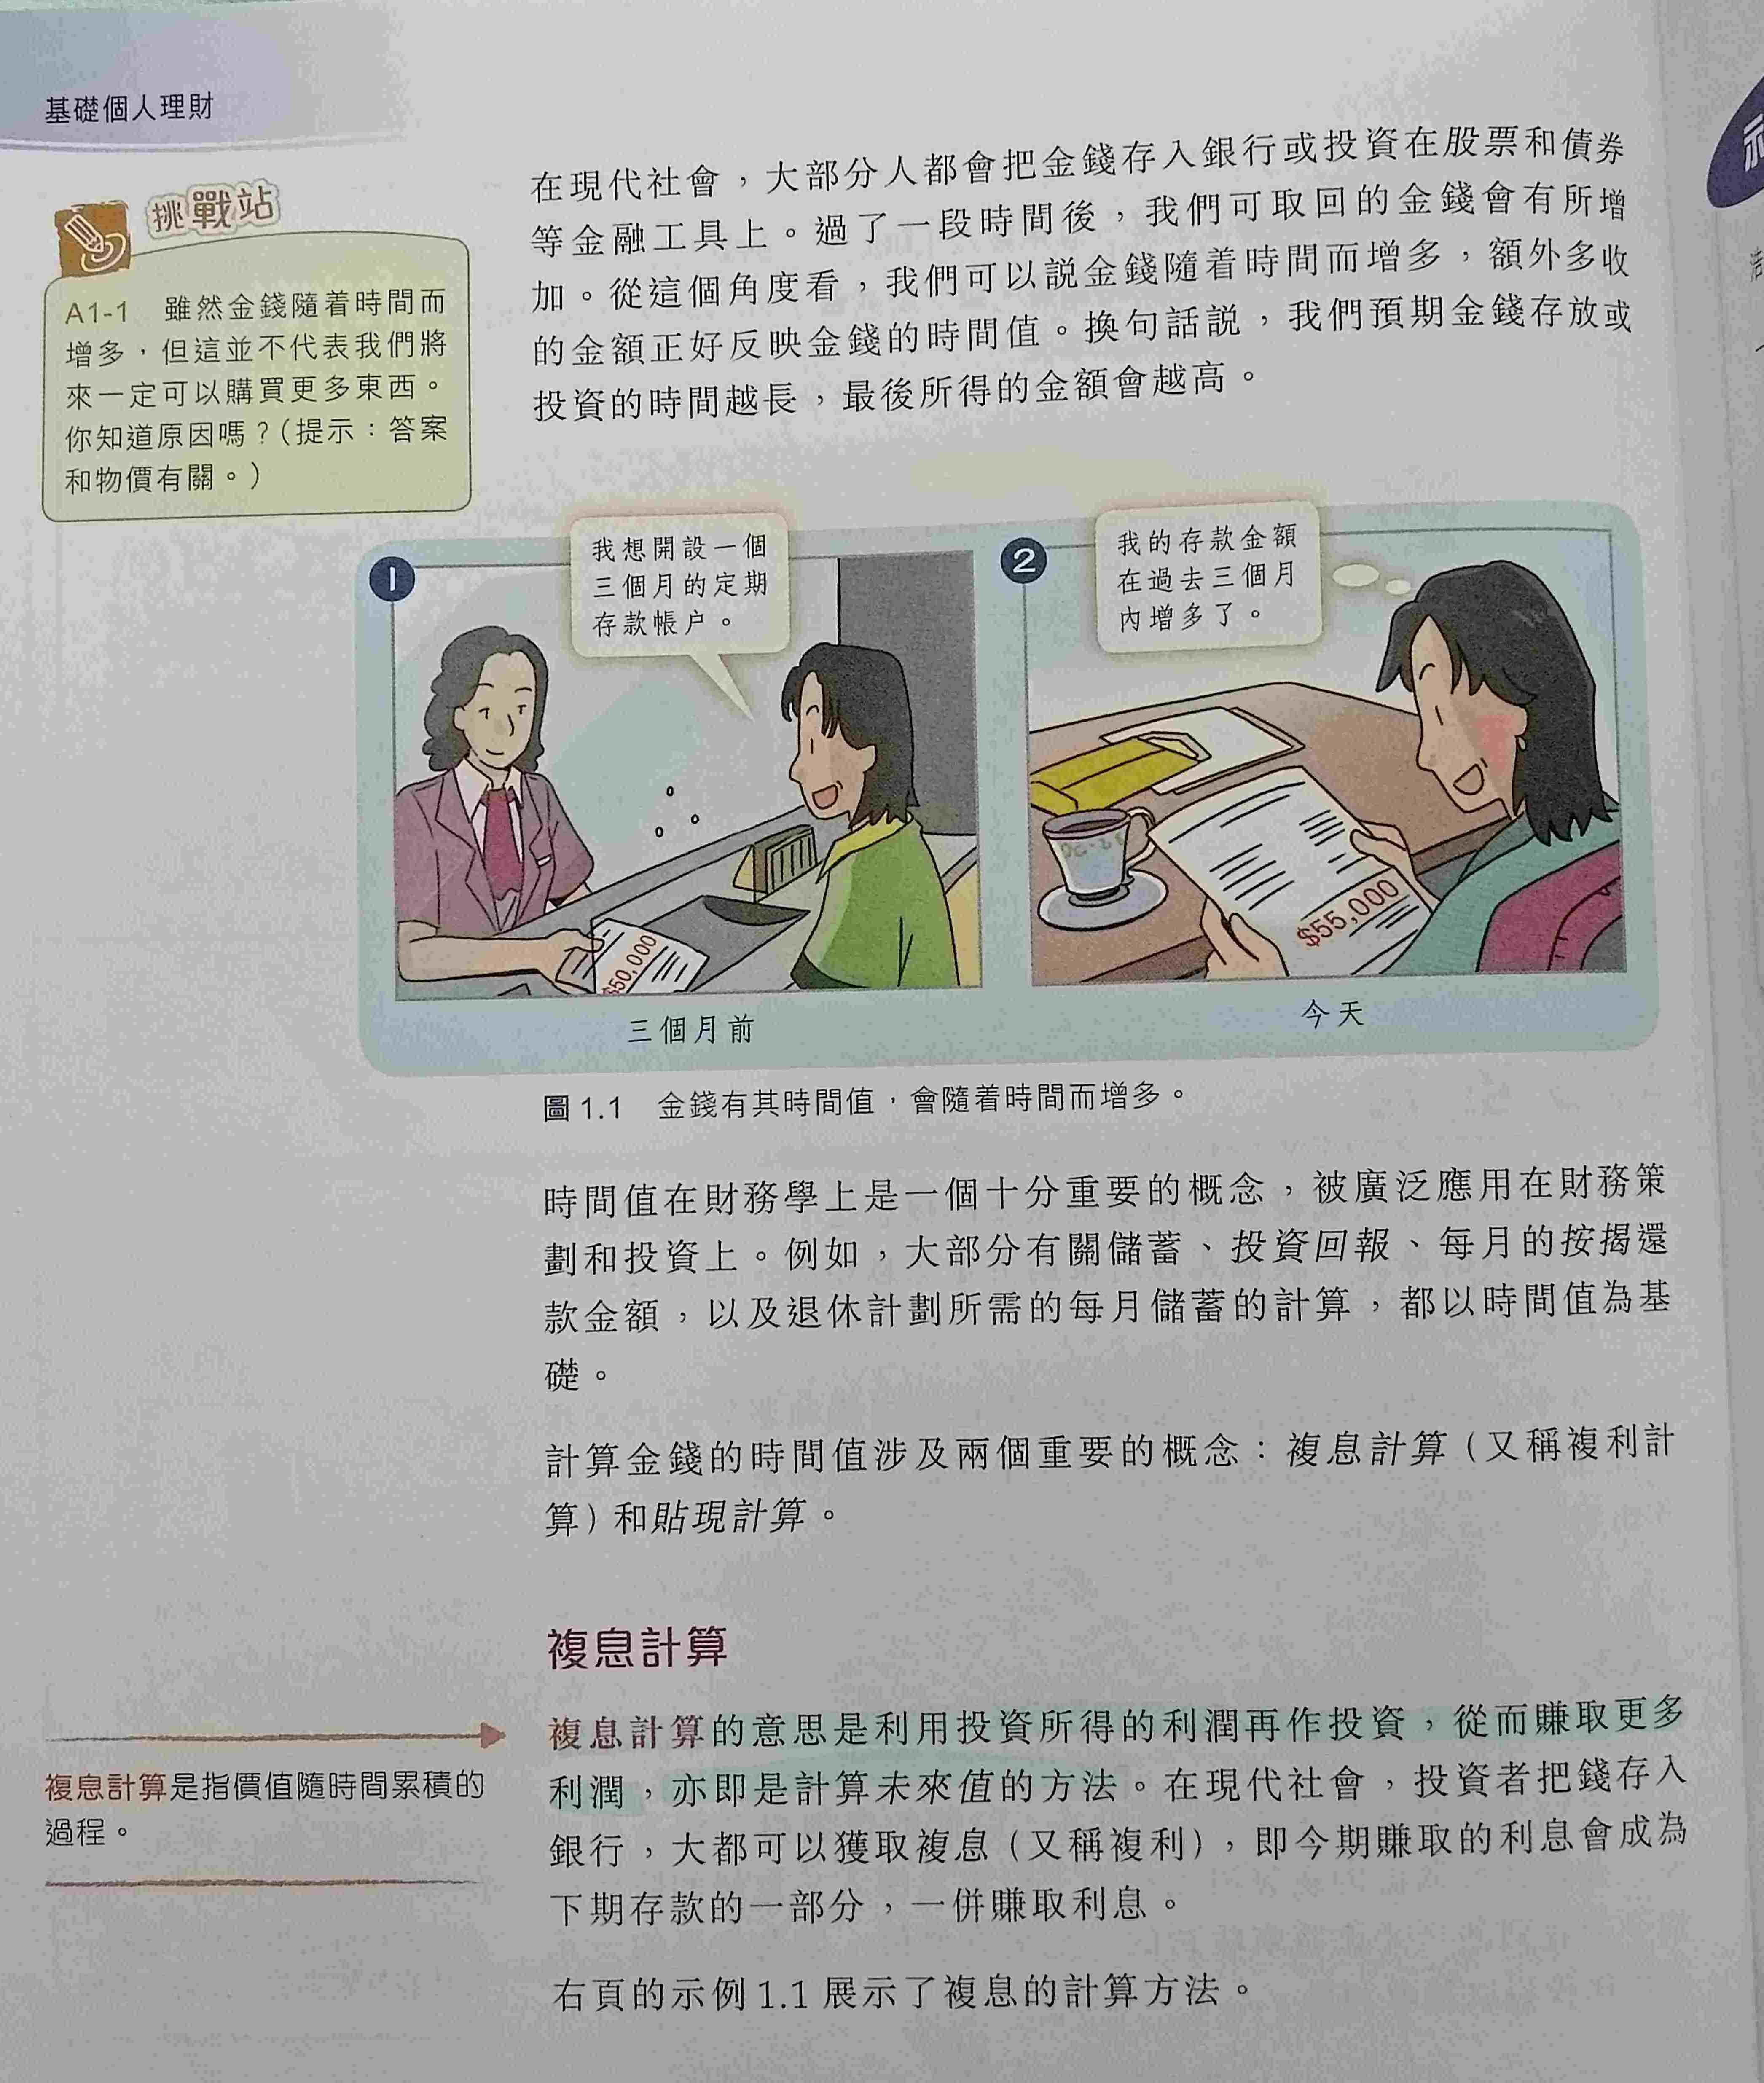 基礎個人理財
挑戰站
A1-1 雖然金錢隨着時間而
增多，但這並不代表我們將
來一定可以購買更多東西。
你知道原因嗎？（提示：答案
和物價有關。）
在現代社會，大部分人都會把金錢存入銀行或投資在股票和債券
等金融工具上。過了一段時間後，我們可取回的金錢會有所增
加。從這個角度看，我們可以説金錢隨着時間而增多，額外多收
的金額正好反映金錢的時間值。換句話説，我們預期金錢存放或
投資的時間越長，最後所得的金額會越高。
1
我想開設一個
三個月的定期
存款帳户。
$50,000
三個月前
2
我的存款金額
在過去三個月
內增多了。
$55,000
今天
圖 1.1 金錢有其時間值，會隨着時間而增多。
時間值在財務學上是一個十分重要的概念，被廣泛應用在財務策
劃和投資上。例如，大部分有關儲蓄、投資回報、每月的按揭還
款金額，以及退休計劃所需的每月儲蓄的計算，都以時間值為基
礎。
計算金錢的時間值涉及兩個重要的概念：複息計算（又稱複利計
算）和貼現計算。
複息計算
複息計算的意思是利用投資所得的利潤再作投資，從而賺取更多
利潤，亦即是計算未來值的方法。在現代社會，投資者把錢存入
銀行，大都可以獲取複息（又稱複利），即今期賺取的利息會成為
下期存款的一部分，一併賺取利息。
右頁的示例 1.1 展示了複息的計算方法。
複息計算是指價值隨時間累積的
過程。